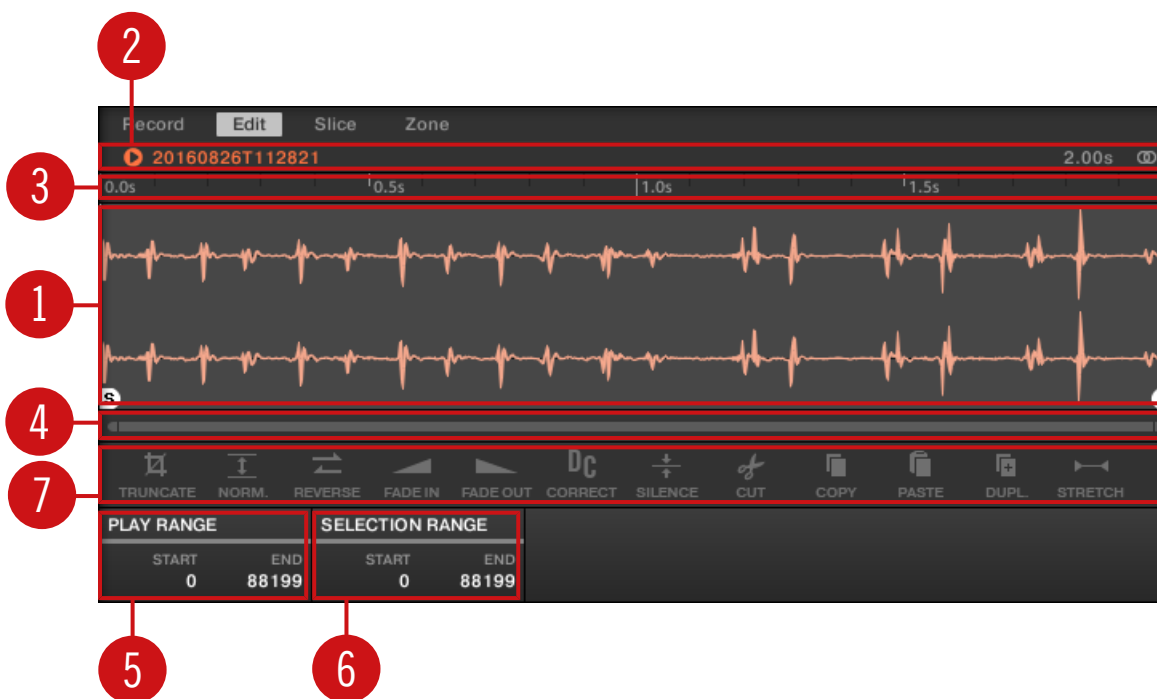 2
Record Edit Slice Zone
20160826T112821 2.00s
3
0.0s 0.5s 1.0s 1.5s
1
S
4
7
TRUNCATE NORM. REVERSE FADE IN FADE OUT DC CORRECT SILENCE CUT COPY PASTE DUPL. STRETCH
PLAY RANGE SELECTION RANGE
START END START END
0 88199 0 88199
5 6